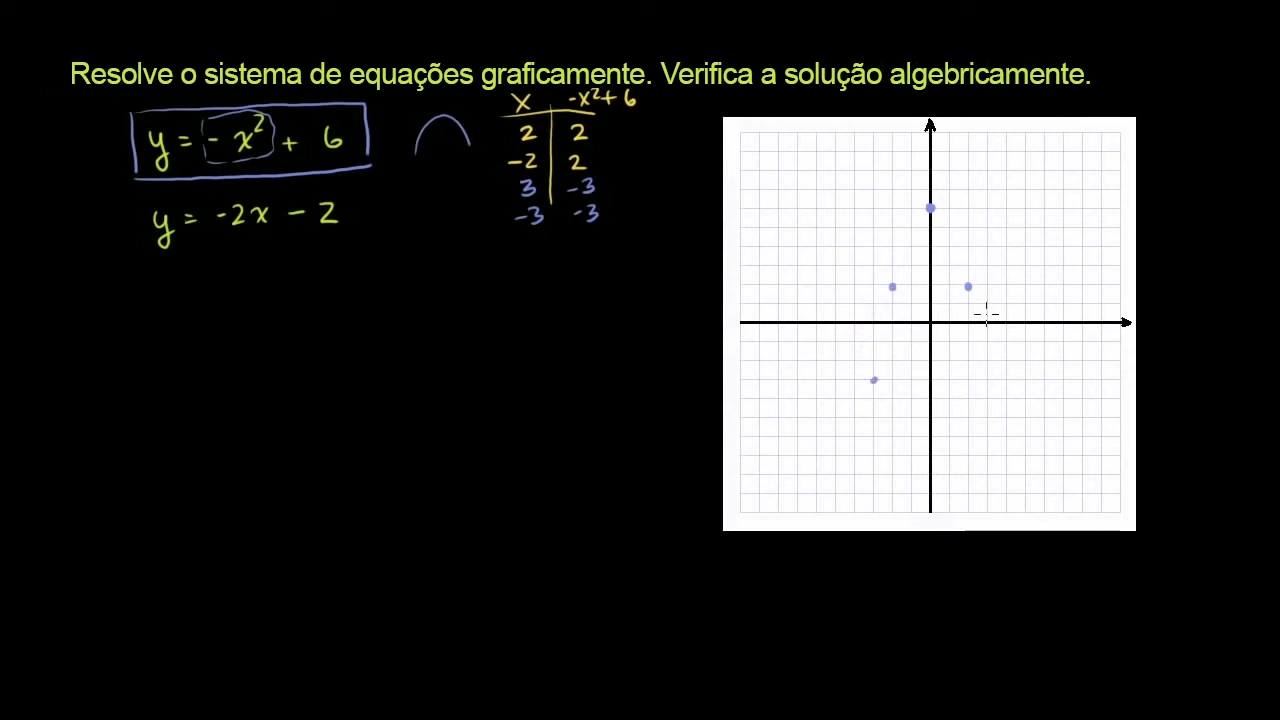 Resolve o sistema de equações graficamente. Verifica a solução algebricamente.
y = -x² + 6
y = -2x - 2
x -x²+6
2 2
-2 2
3 -3
-3 -3